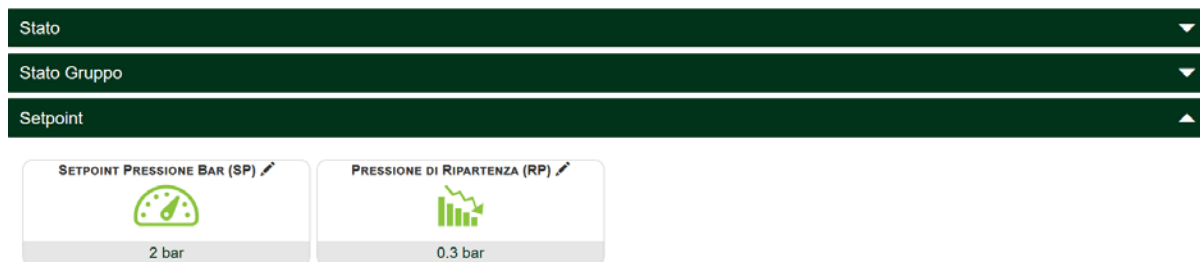 Stato
Stato Gruppo
Setpoint
Setpoint Pressione Bar (SP)
Pressione di Ripartenza (RP)
2 bar
0.3 bar